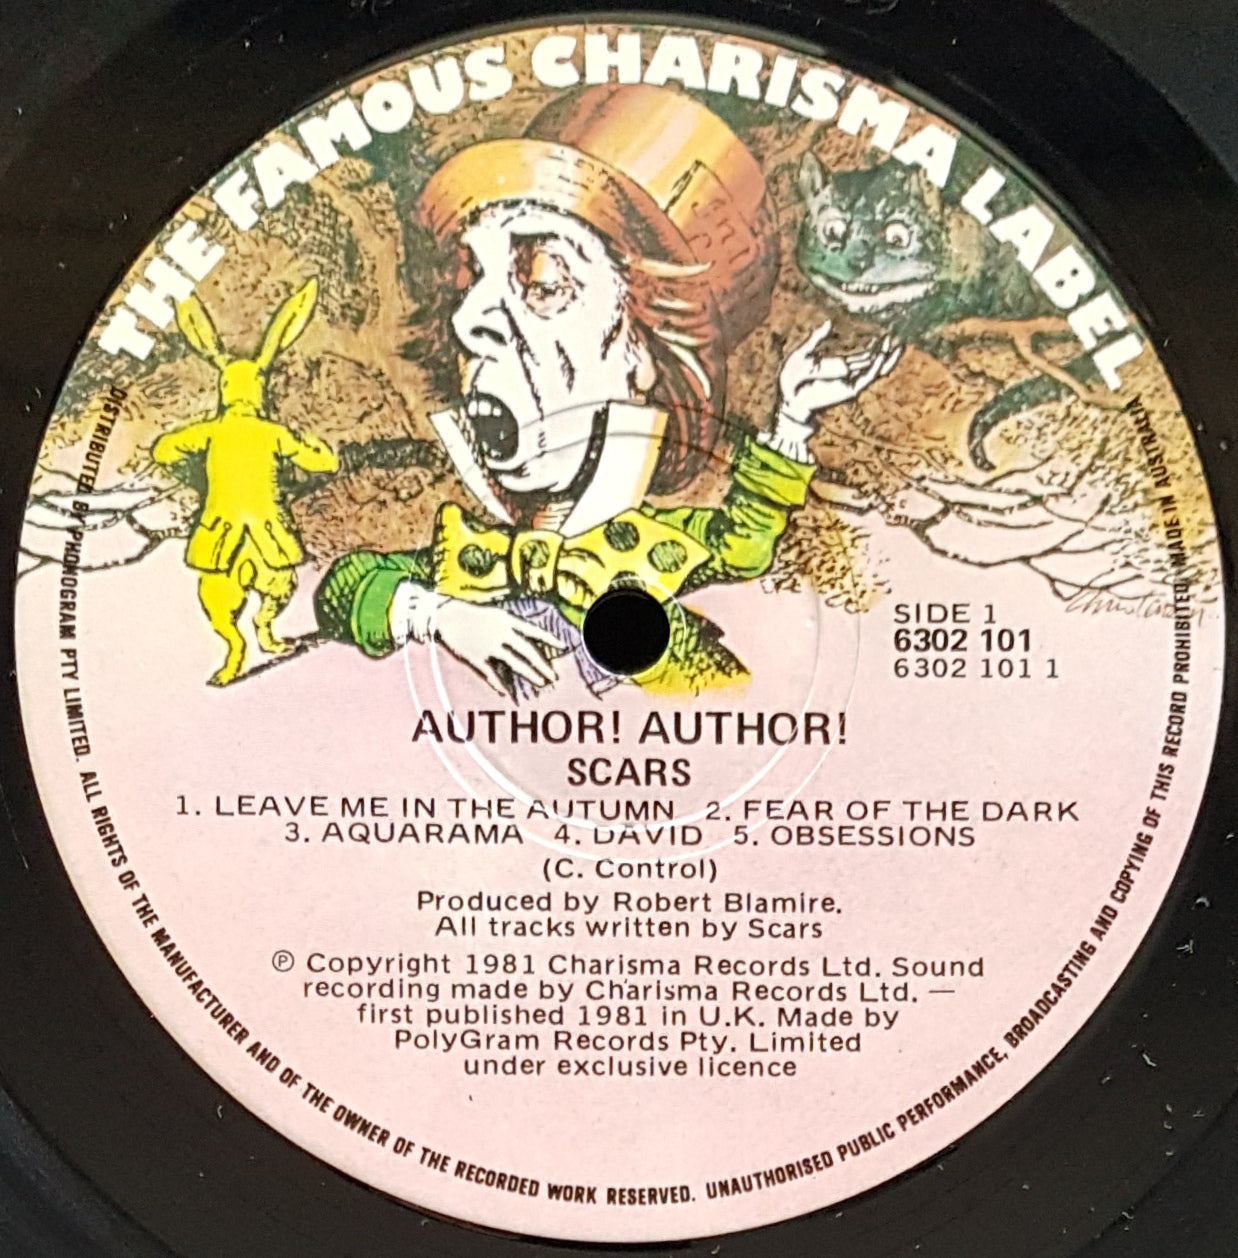 THE FAMOUS CHARISMA LABEL
SIDE 1
6302 101
6302 101 1
AUTHOR! AUTHOR!
SCARS
1. LEAVE ME IN THE AUTUMN 2. FEAR OF THE DARK
3. AQUARAMA 4. DAVID 5. OBSESSIONS
(C. Control)
Produced by Robert Blamire.
All tracks written by Scars
℗ Copyright 1981 Charisma Records Ltd. Sound
recording made by Charisma Records Ltd. —
first published 1981 in U.K. Made by
PolyGram Records Pty. Limited
under exclusive licence
DISTRIBUTED BY PHONOGRAM PTY LIMITED. ALL RIGHTS OF THE MANUFACTURER AND OF THE OWNER OF THE RECORDED WORK RESERVED. UNAUTHORISED PUBLIC PERFORMANCE, BROADCASTING AND COPYING OF THIS RECORD PROHIBITED. MADE IN AUSTRALIA